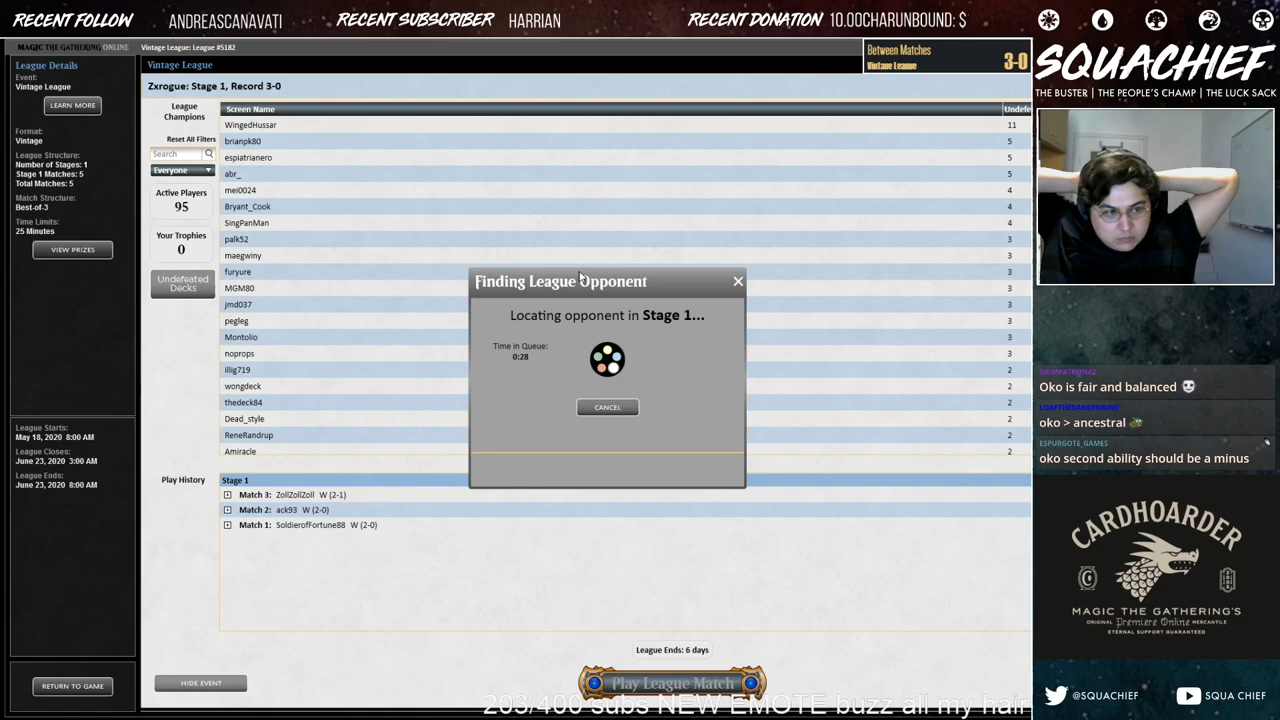 RECENT FOLLOW ANDREASCANAVATI RECENT SUBSCRIBER HARRIAN RECENT DONATION 10.00CHARUNBOUND: $
SQUACHIEF
THE BUSTER | THE PEOPLE'S CHAMP | THE LUCK SACK
MAGIC THE GATHERING ONLINE
Vintage League: League #5182
Between Matches
Vintage League
3-0
League Details
Event:
Vintage League
LEARN MORE
Format:
Vintage
League Structure:
Number of Stages: 1
Stage 1 Matches: 5
Total Matches: 5
Match Structure:
Best-of-3
Time Limits:
25 Minutes
VIEW PRIZES
League Starts:
May 18, 2020 8:00 AM
League Closes:
June 23, 2020 3:00 AM
League Ends:
June 23, 2020 8:00 AM
RETURN TO GAME
Vintage League
Zxrogue: Stage 1, Record 3-0
League
Champions
Reset All Filters
Search
Everyone
Active Players
95
Your Trophies
0
Undefeated
Decks
Screen Name Undefe
WingedHussar 11
brianpk80 5
espiatrianero 5
abr_ 5
mei0024 4
Bryant_Cook 4
SingPanMan 4
palk52 3
maegwiny 3
furyure 3
MGM80 3
jmd037 3
pegleg 3
Montolio 3
noprops 3
illig719 2
wongdeck 2
thedeck84 2
Dead_style 2
ReneRandrup 2
Amiracle 2
Finding League Opponent
Locating opponent in Stage 1...
Time in Queue:
0:28
CANCEL
Play History
Stage 1
Match 3: ZollZollZoll W (2-1)
Match 2: ack93 W (2-0)
Match 1: SoldierofFortune88 W (2-0)
League Ends: 6 days
HIDE EVENT
Play League Match
203/400 subs NEW EMOTE buzz all my hair
GRIMPATRON42
Oko is fair and balanced
LOAFTHEDANKENGINE
oko > ancestral
ESPURGOTE_GAMES
oko second ability should be a minus
CARDHOARDER
MAGIC THE GATHERING'S
ORIGINAL Premiere Online MERCANTILE
ETERNAL SUPPORT GUARANTEED
@SQUACHIEF
SQUA CHIEF